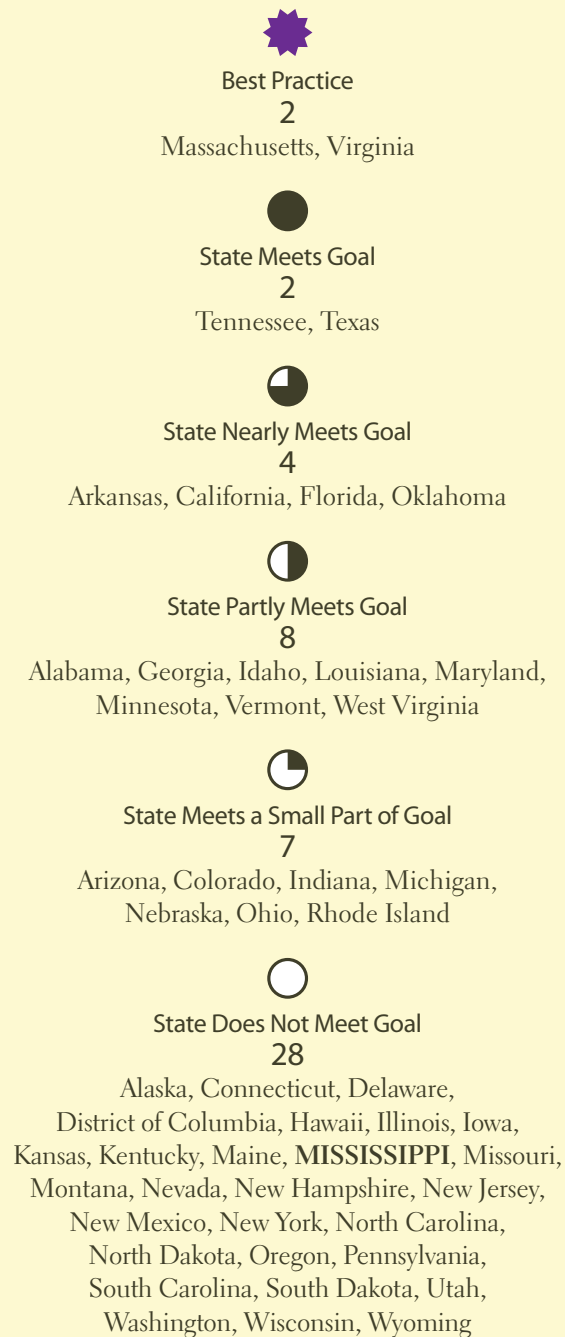 Best Practice
2
Massachusetts, Virginia
State Meets Goal
2
Tennessee, Texas
State Nearly Meets Goal
4
Arkansas, California, Florida, Oklahoma
State Partly Meets Goal
8
Alabama, Georgia, Idaho, Louisiana, Maryland,
Minnesota, Vermont, West Virginia
State Meets a Small Part of Goal
7
Arizona, Colorado, Indiana, Michigan,
Nebraska, Ohio, Rhode Island
State Does Not Meet Goal
28
Alaska, Connecticut, Delaware,
District of Columbia, Hawaii, Illinois, Iowa,
Kansas, Kentucky, Maine, MISSISSIPPI, Missouri,
Montana, Nevada, New Hampshire, New Jersey,
New Mexico, New York, North Carolina,
North Dakota, Oregon, Pennsylvania,
South Carolina, South Dakota, Utah,
Washington, Wisconsin, Wyoming